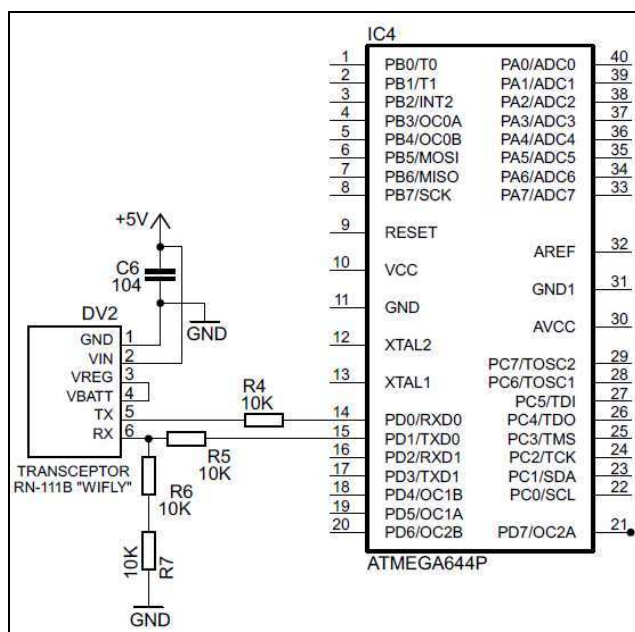 IC4
1 PB0/T0 PA0/ADC0 40
2 PB1/T1 PA1/ADC1 39
3 PB2/INT2 PA2/ADC2 38
4 PB3/OC0A PA3/ADC3 37
5 PB4/OC0B PA4/ADC4 36
6 PB5/MOSI PA5/ADC5 35
7 PB6/MISO PA6/ADC6 34
8 PB7/SCK PA7/ADC7 33
9 RESET
AREF 32
10 VCC
GND1 31
11 GND
AVCC 30
12 XTAL2
PC7/TOSC2 29
13 XTAL1 PC6/TOSC1 28
PC5/TDI 27
14 PD0/RXD0 PC4/TDO 26
15 PD1/TXD0 PC3/TMS 25
16 PD2/RXD1 PC2/TCK 24
17 PD3/TXD1 PC1/SDA 23
18 PD4/OC1B PC0/SCL 22
19 PD5/OC1A
20 PD6/OC2B PD7/OC2A 21
ATMEGA644P
+5V
C6
104
GND
DV2
GND 1
VIN 2
VREG 3
VBATT 4
TX 5
RX 6
TRANSCEPTOR
RN-111B "WIFLY"
R4
10K
R5
10K
R6
10K
10K
R7
GND